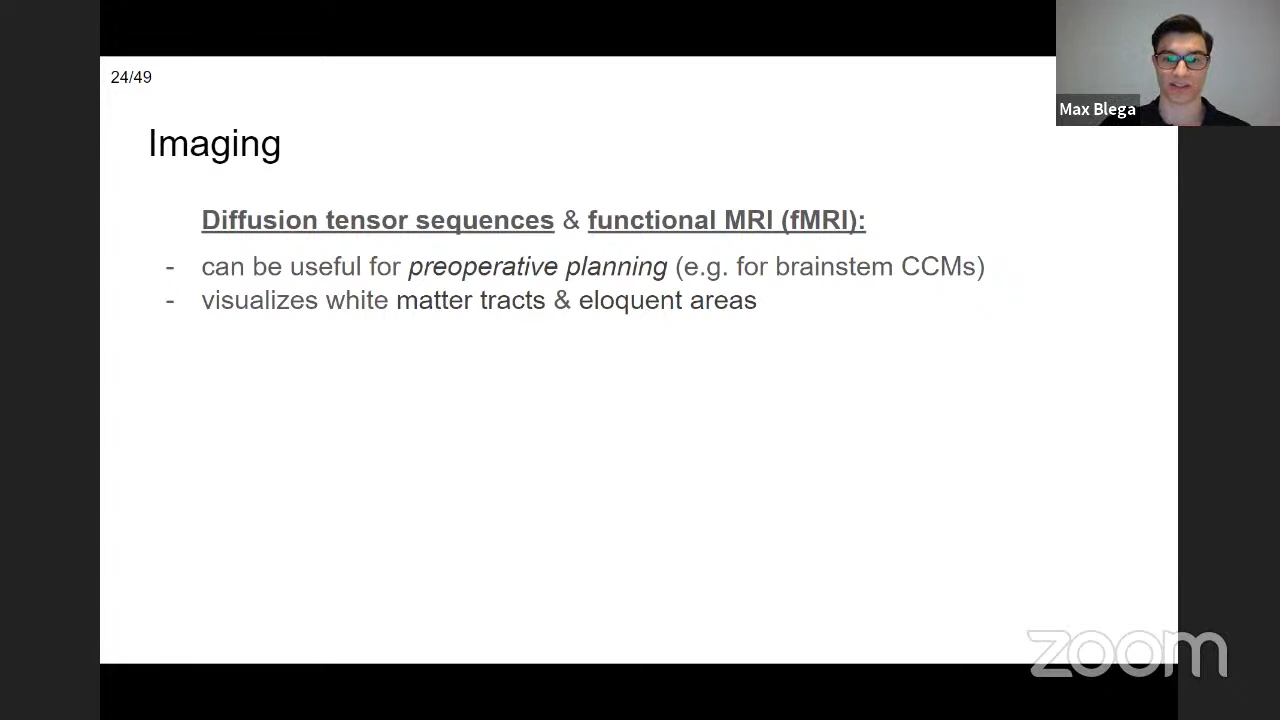 24/49
Max Blega
Imaging
Diffusion tensor sequences & functional MRI (fMRI):
- can be useful for preoperative planning (e.g. for brainstem CCMs)
- visualizes white matter tracts & eloquent areas
zoom